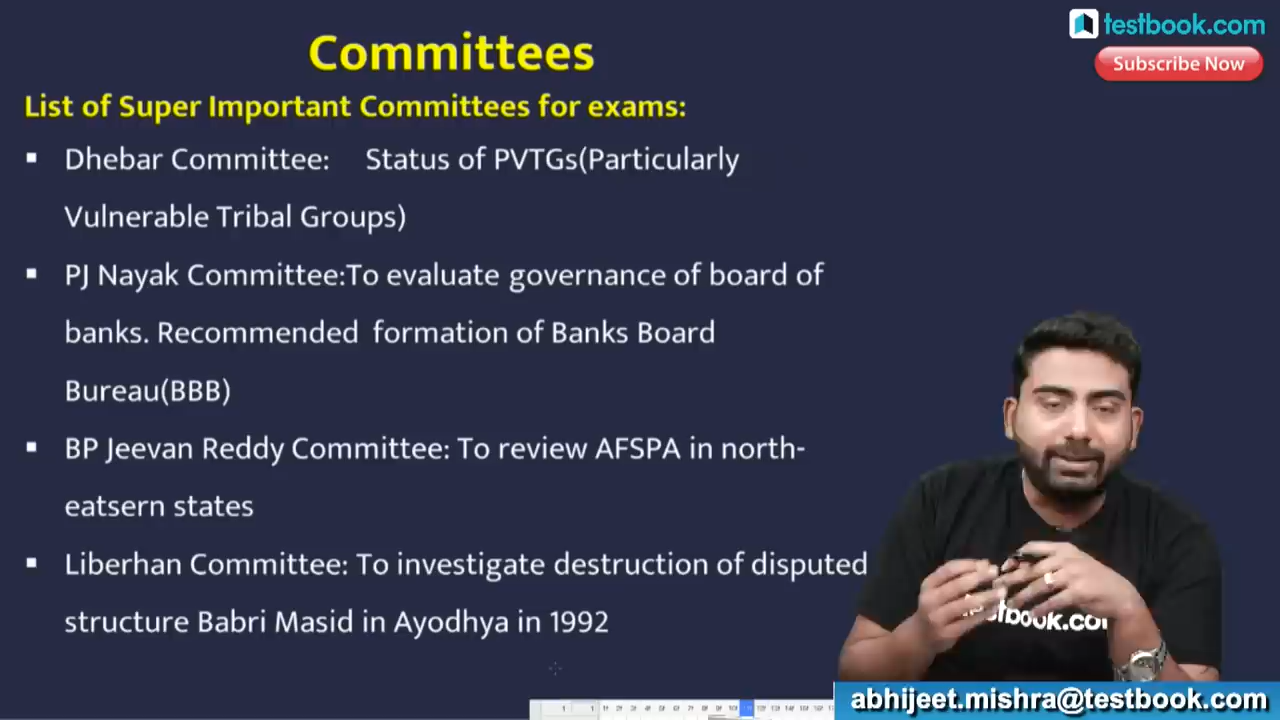 testbook.com
Subscribe Now
Committees
List of Super Important Committees for exams:
▪ Dhebar Committee: Status of PVTGs(Particularly
Vulnerable Tribal Groups)
▪ PJ Nayak Committee:To evaluate governance of board of
banks. Recommended formation of Banks Board
Bureau(BBB)
▪ BP Jeevan Reddy Committee: To review AFSPA in north-
eatsern states
▪ Liberhan Committee: To investigate destruction of disputed
structure Babri Masid in Ayodhya in 1992
abhijeet.mishra@testbook.com